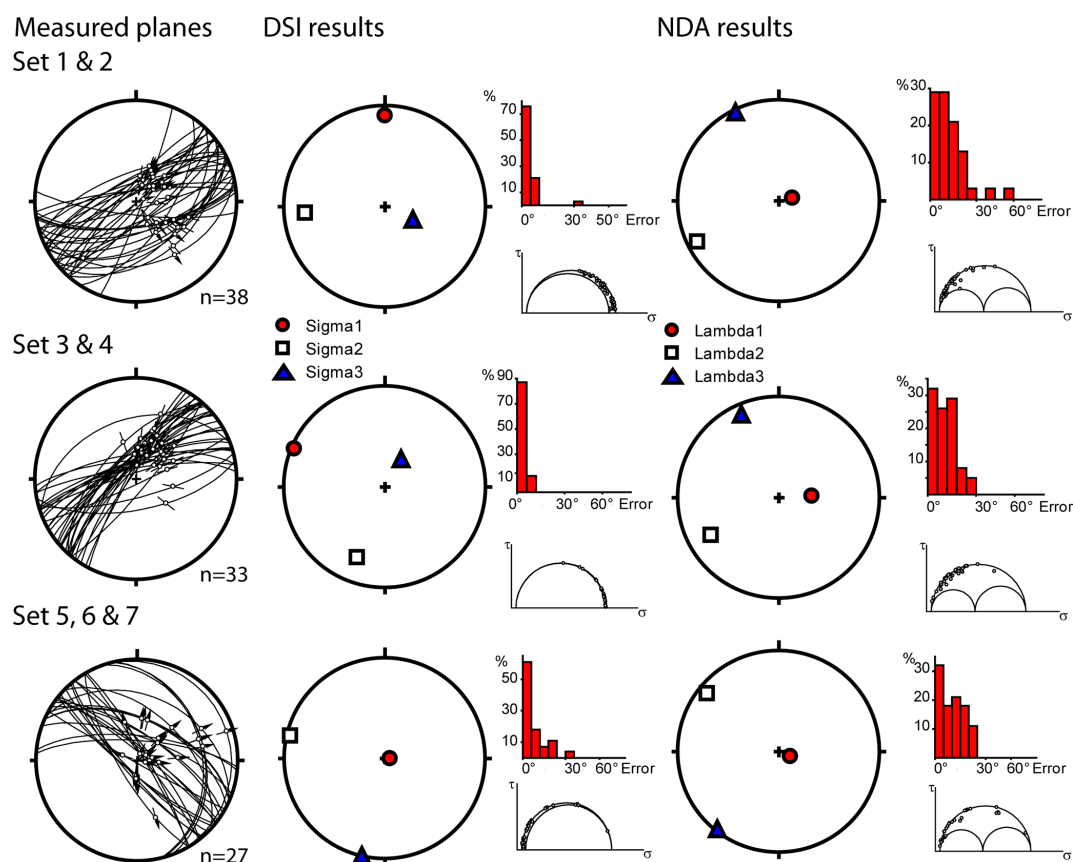 Measured planes DSI results NDA results
Set 1 & 2
%
70
50
30
10
0° 30° 50° Error
%30
20
10
0° 30° 60° Error
τ
σ
τ
σ
n=38
Sigma1
Sigma2
Sigma3
Lambda1
Lambda2
Lambda3
Set 3 & 4
% 90
70
50
30
10
0° 30° 60° Error
%30
20
10
0° 30° 60° Error
τ
σ
τ
σ
n=33
Set 5, 6 & 7
%
50
30
10
0° 30° 60° Error
%30
20
10
0° 30° 60° Error
τ
σ
τ
σ
n=27